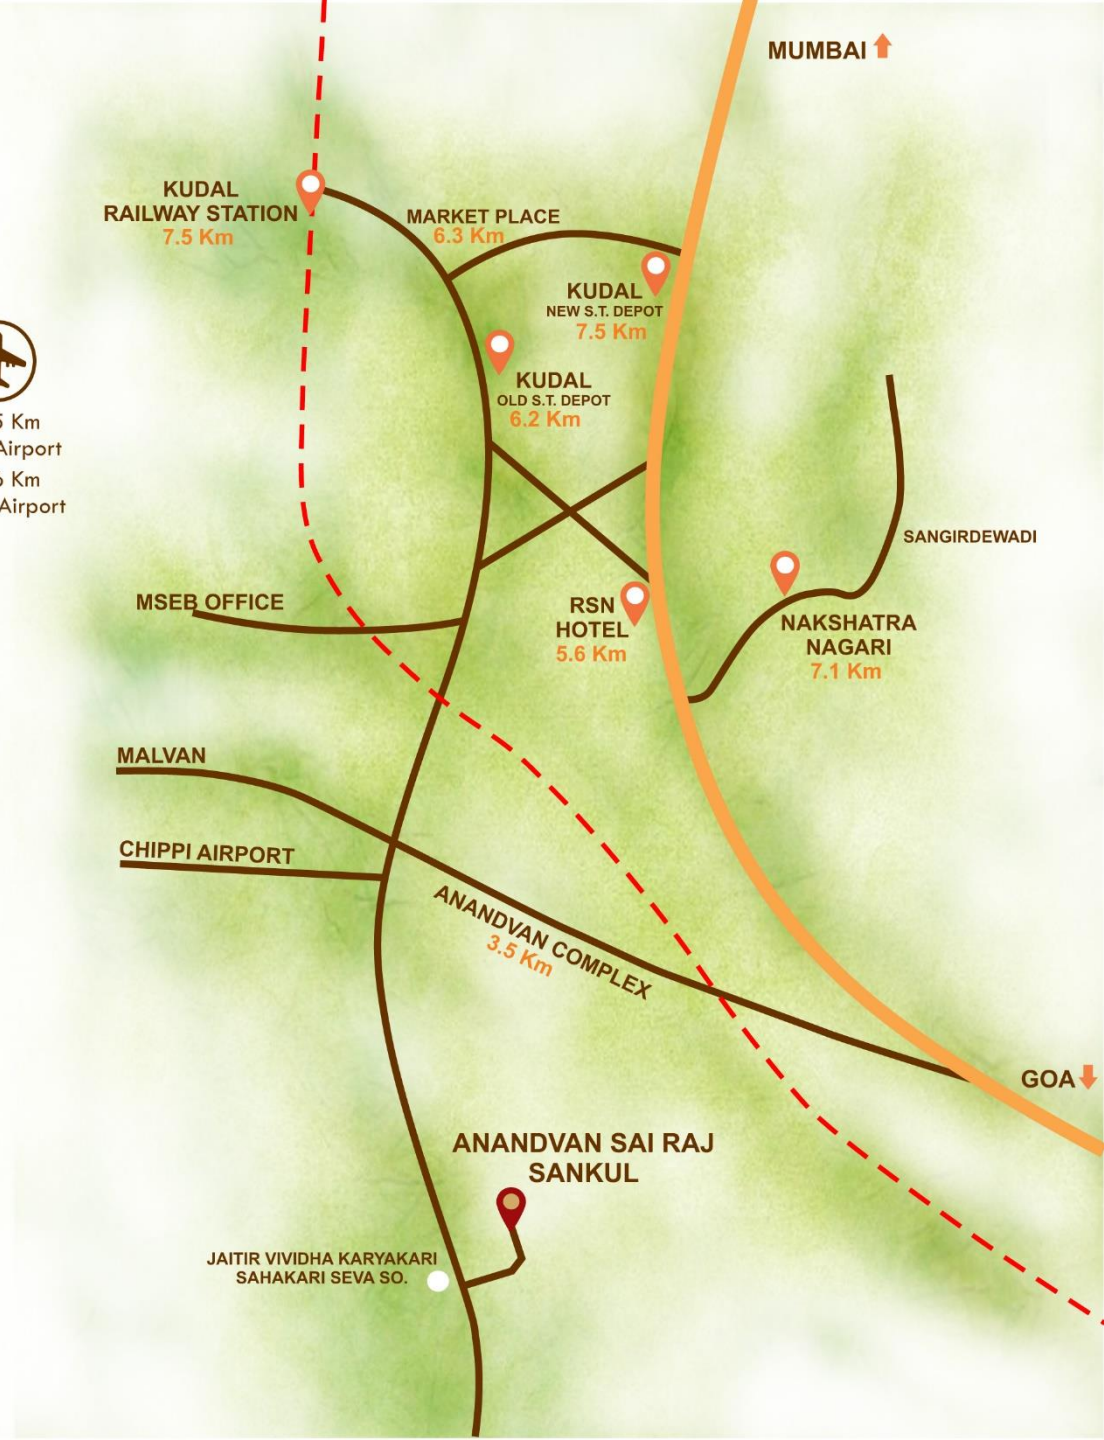 MUMBAI
KUDAL
RAILWAY STATION
7.5 Km
MARKET PLACE
6.3 Km
KUDAL
NEW S.T. DEPOT
7.5 Km
KUDAL
OLD S.T. DEPOT
6.2 Km
Km
Airport
Km
Airport
SANGIRDEWADI
MSEB OFFICE
RSN
HOTEL
5.6 Km
NAKSHATRA
NAGARI
7.1 Km
MALVAN
CHIPPI AIRPORT
ANANDVAN COMPLEX
3.5 Km
GOA
ANANDVAN SAI RAJ
SANKUL
JAITIR VIVIDHA KARYAKARI
SAHAKARI SEVA SO.